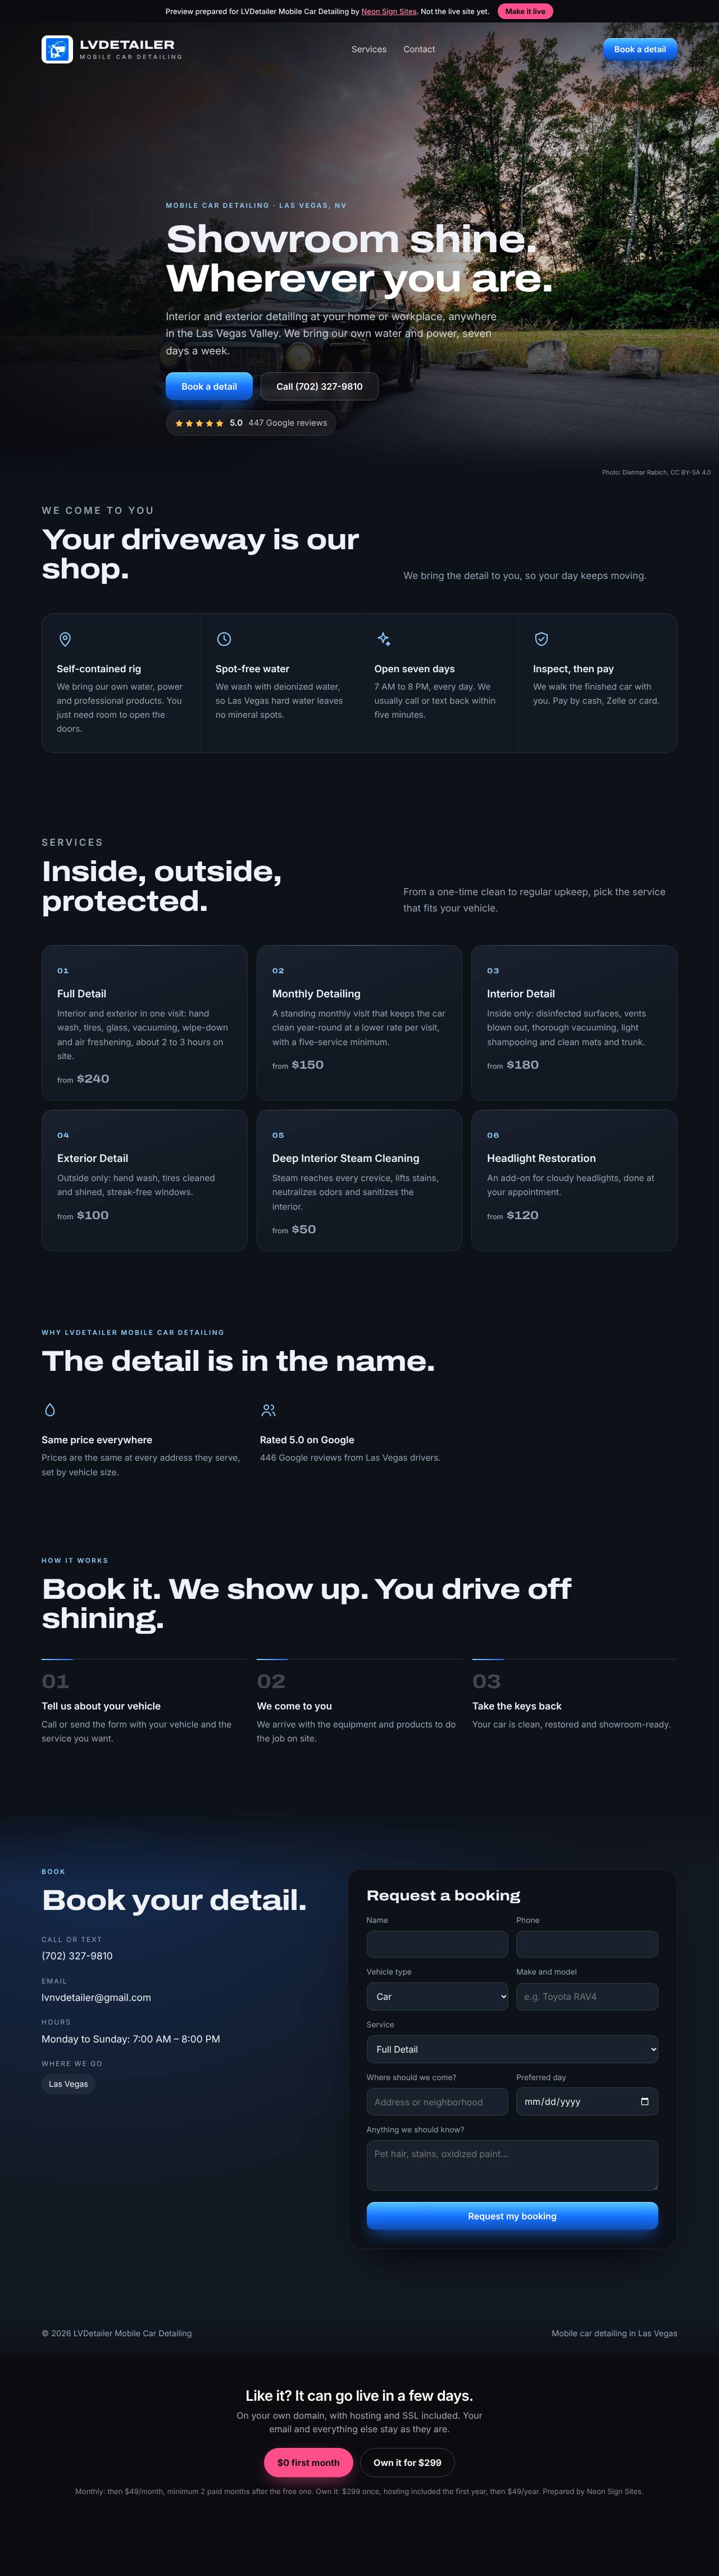 Preview prepared for LVDetailer Mobile Car Detailing by Neon Sign Sites. Not the live site yet. Make it live
LVDETAILER
MOBILE CAR DETAILING
Services Contact
Book a detail
MOBILE CAR DETAILING · LAS VEGAS, NV
Showroom shine.
Wherever you are.
Interior and exterior detailing at your home or workplace, anywhere
in the Las Vegas Valley. We bring our own water and power, seven
days a week.
Book a detail Call (702) 327-9810
★★★★★ 5.0 447 Google reviews
Photo: Dietmar Rabich, CC BY-SA 4.0
WE COME TO YOU
Your driveway is our
shop.
We bring the detail to you, so your day keeps moving.
Self-contained rig
We bring our own water, power
and professional products. You
just need room to open the
doors.
Spot-free water
We wash with deionized water,
so Las Vegas hard water leaves
no mineral spots.
Open seven days
7 AM to 8 PM, every day. We
usually call or text back within
five minutes.
Inspect, then pay
We walk the finished car with
you. Pay by cash, Zelle or card.
SERVICES
Inside, outside,
protected.
From a one-time clean to regular upkeep, pick the service
that fits your vehicle.
01
Full Detail
Interior and exterior in one visit: hand
wash, tires, glass, vacuuming, wipe-down
and air freshening, about 2 to 3 hours on
site.
from $240
02
Monthly Detailing
A standing monthly visit that keeps the car
clean year-round at a lower rate per visit,
with a five-service minimum.
from $150
03
Interior Detail
Inside only: disinfected surfaces, vents
blown out, thorough vacuuming, light
shampooing and clean mats and trunk.
from $180
04
Exterior Detail
Outside only: hand wash, tires cleaned
and shined, streak-free windows.
from $100
05
Deep Interior Steam Cleaning
Steam reaches every crevice, lifts stains,
neutralizes odors and sanitizes the
interior.
from $50
06
Headlight Restoration
An add-on for cloudy headlights, done at
your appointment.
from $120
WHY LVDETAILER MOBILE CAR DETAILING
The detail is in the name.
Same price everywhere
Prices are the same at every address they serve,
set by vehicle size.
Rated 5.0 on Google
446 Google reviews from Las Vegas drivers.
HOW IT WORKS
Book it. We show up. You drive off
shining.
01
Tell us about your vehicle
Call or send the form with your vehicle and the
service you want.
02
We come to you
We arrive with the equipment and products to do
the job on site.
03
Take the keys back
Your car is clean, restored and showroom-ready.
BOOK
Book your detail.
CALL OR TEXT
(702) 327-9810
EMAIL
lvnvdetailer@gmail.com
HOURS
Monday to Sunday: 7:00 AM – 8:00 PM
WHERE WE GO
Las Vegas
Request a booking
Name Phone
Vehicle type Make and model
Car e.g. Toyota RAV4
Service
Full Detail
Where should we come? Preferred day
Address or neighborhood mm/dd/yyyy
Anything we should know?
Pet hair, stains, oxidized paint...
Request my booking
© 2026 LVDetailer Mobile Car Detailing
Mobile car detailing in Las Vegas
Like it? It can go live in a few days.
On your own domain, with hosting and SSL included. Your
email and everything else stay as they are.
$0 first month Own it for $299
Monthly: then $49/month, minimum 2 paid months after the free one. Own it: $299 once, hosting included the first year, then $49/year. Prepared by Neon Sign Sites.